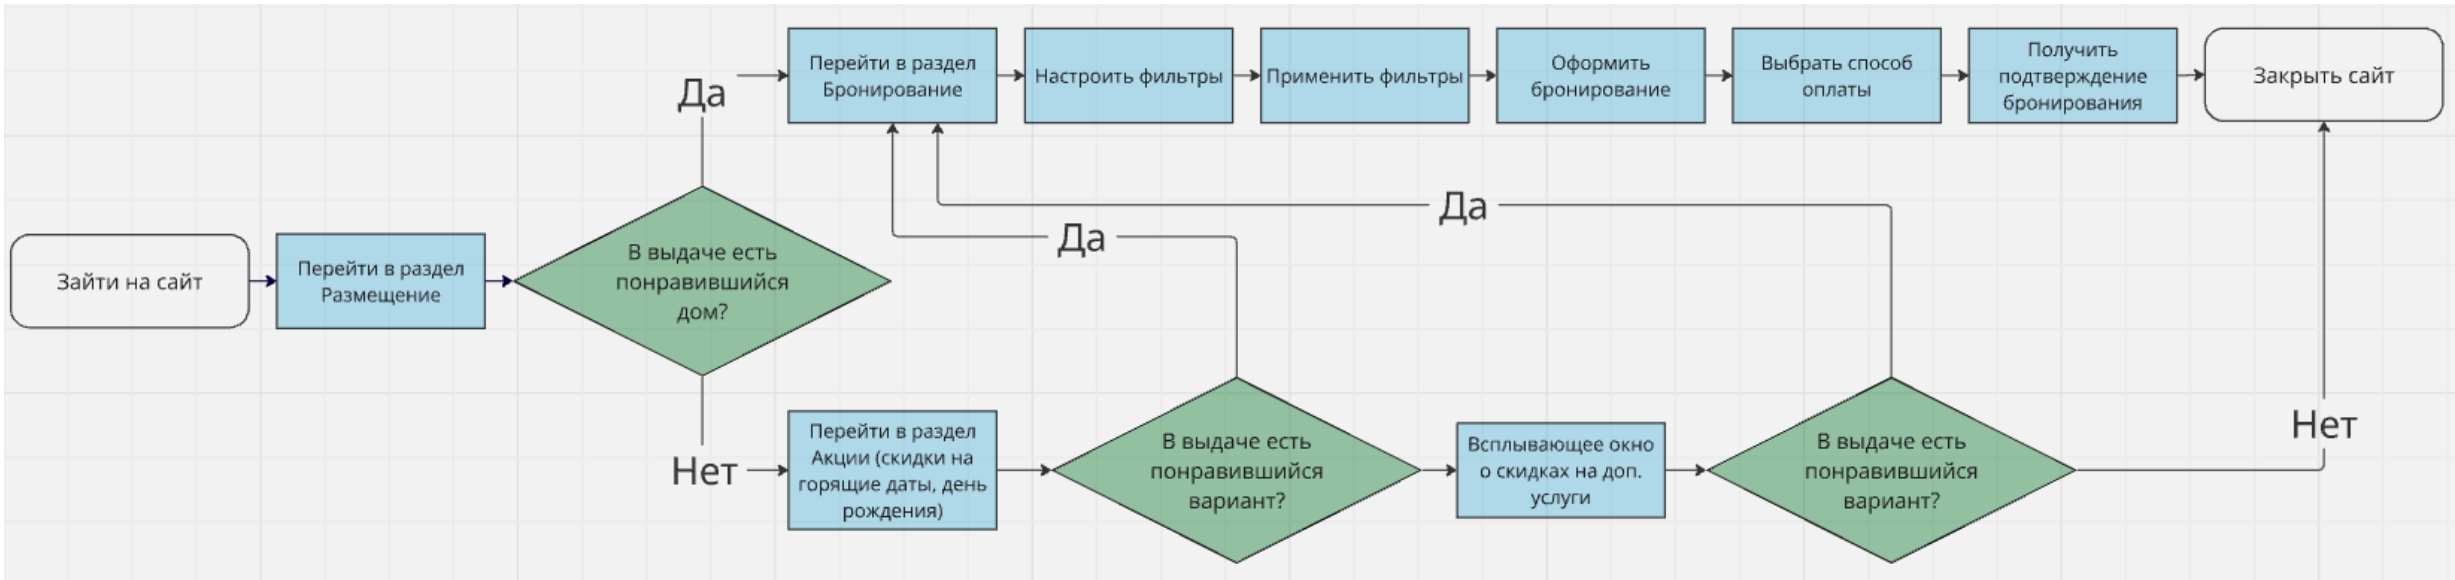 Перейти в раздел
Бронирование
Настроить фильтры
Применить фильтры
Оформить
бронирование
Выбрать способ
оплаты
Получить
подтверждение
бронирования
Закрыть сайт
Да
Да
Да
Зайти на сайт
Перейти в раздел
Размещение
В выдаче есть
понравившийся
дом?
Нет
Перейти в раздел
Акции (скидки на
горящие даты, день
рождения)
В выдаче есть
понравившийся
вариант?
Всплывающее окно
о скидках на доп.
услуги
В выдаче есть
понравившийся
вариант?
Нет